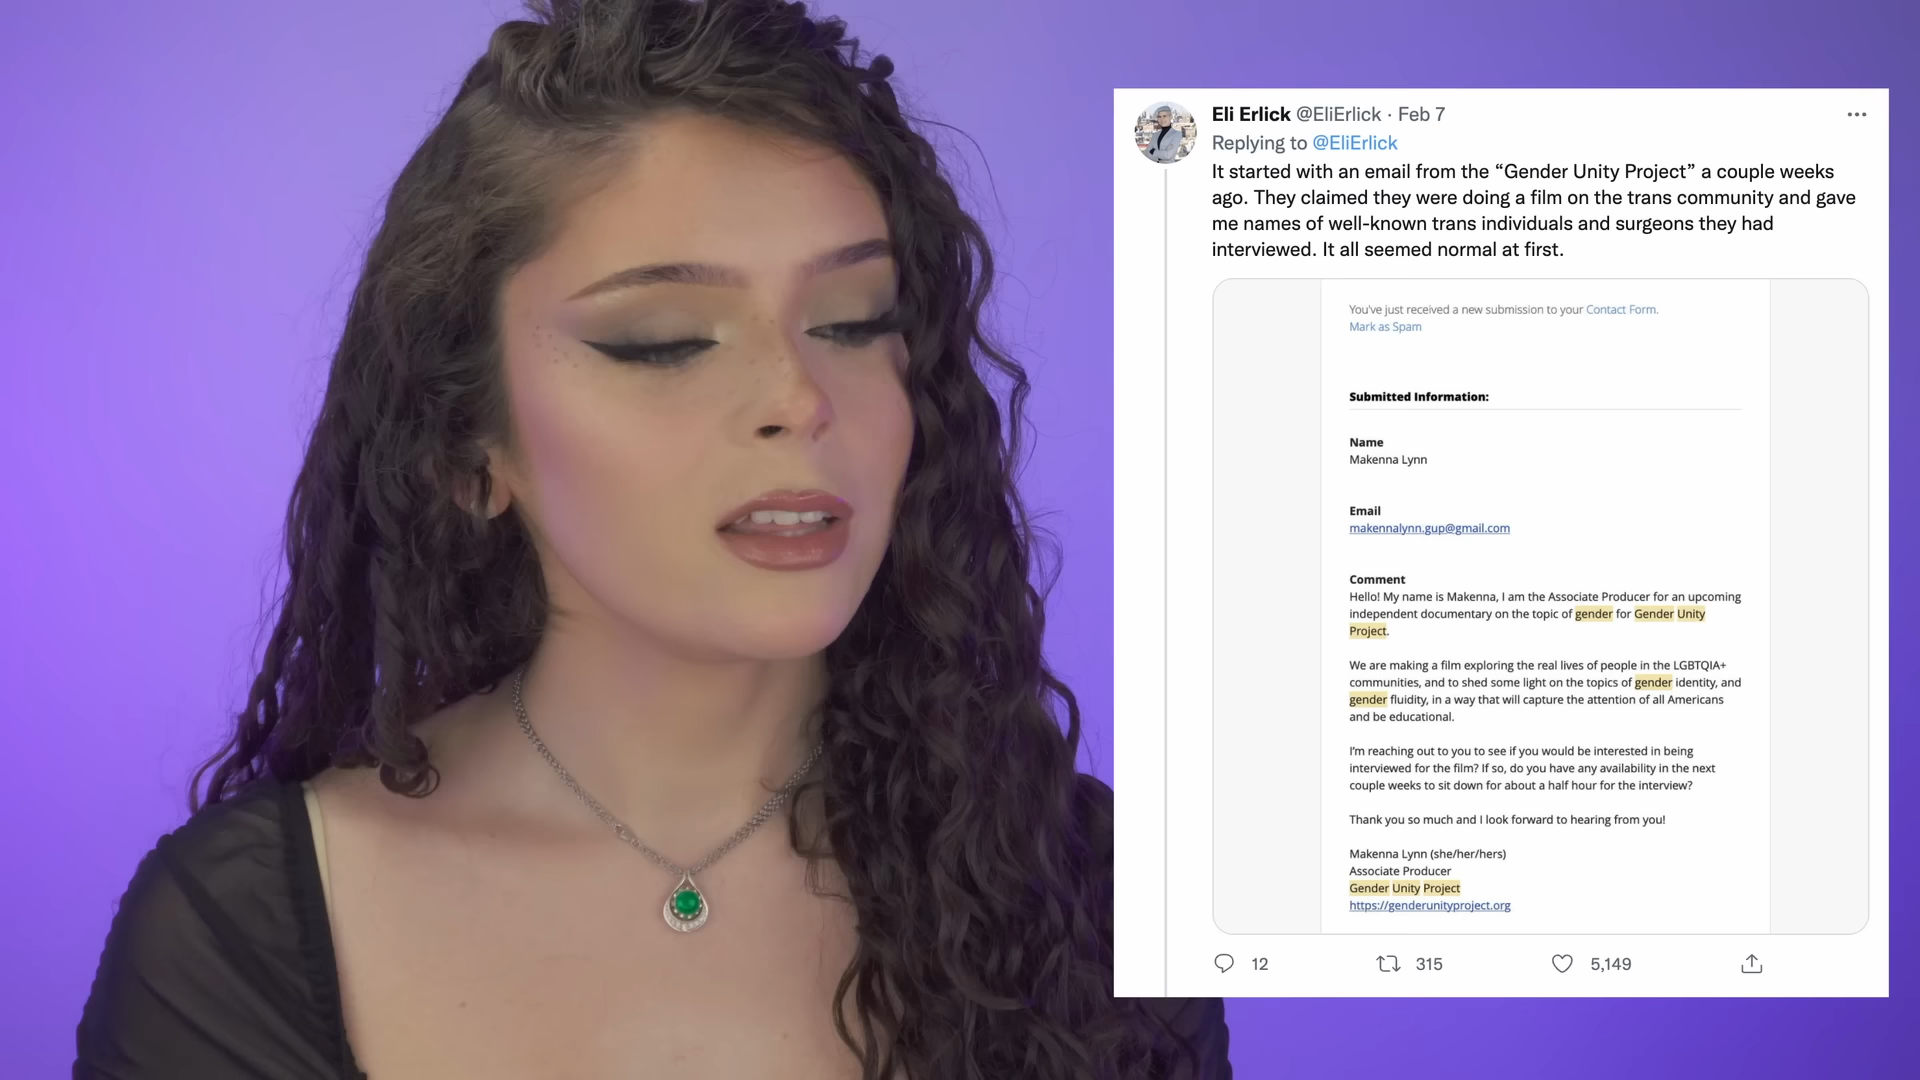 Eli Erlick @EliErlick · Feb 7
Replying to @EliErlick
It started with an email from the “Gender Unity Project” a couple weeks
ago. They claimed they were doing a film on the trans community and gave
me names of well-known trans individuals and surgeons they had
interviewed. It all seemed normal at first.
You've just received a new submission to your Contact Form.
Mark as Spam
Submitted Information:
Name
Makenna Lynn
Email
makennalynn.gup@gmail.com
Comment
Hello! My name is Makenna, I am the Associate Producer for an upcoming
independent documentary on the topic of gender for Gender Unity
Project.
We are making a film exploring the real lives of people in the LGBTQIA+
communities, and to shed some light on the topics of gender identity, and
gender fluidity, in a way that will capture the attention of all Americans
and be educational.
I'm reaching out to you to see if you would be interested in being
interviewed for the film? If so, do you have any availability in the next
couple weeks to sit down for about a half hour for the interview?
Thank you so much and I look forward to hearing from you!
Makenna Lynn (she/her/hers)
Associate Producer
Gender Unity Project
https://genderunityproject.org
12 315 5,149